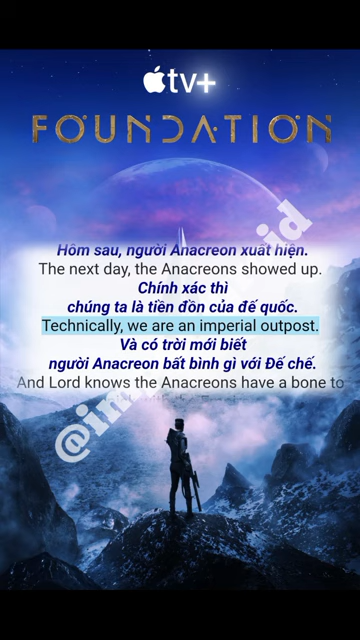 tv+
FOUNDATION
Hôm sau, người Anacreon xuất hiện.
The next day, the Anacreons showed up.
Chính xác thì
chúng ta là tiền đồn của đế quốc.
Technically, we are an imperial outpost.
Và có trời mới biết
người Anacreon bất bình gì với Đế chế.
And Lord knows the Anacreons have a bone to